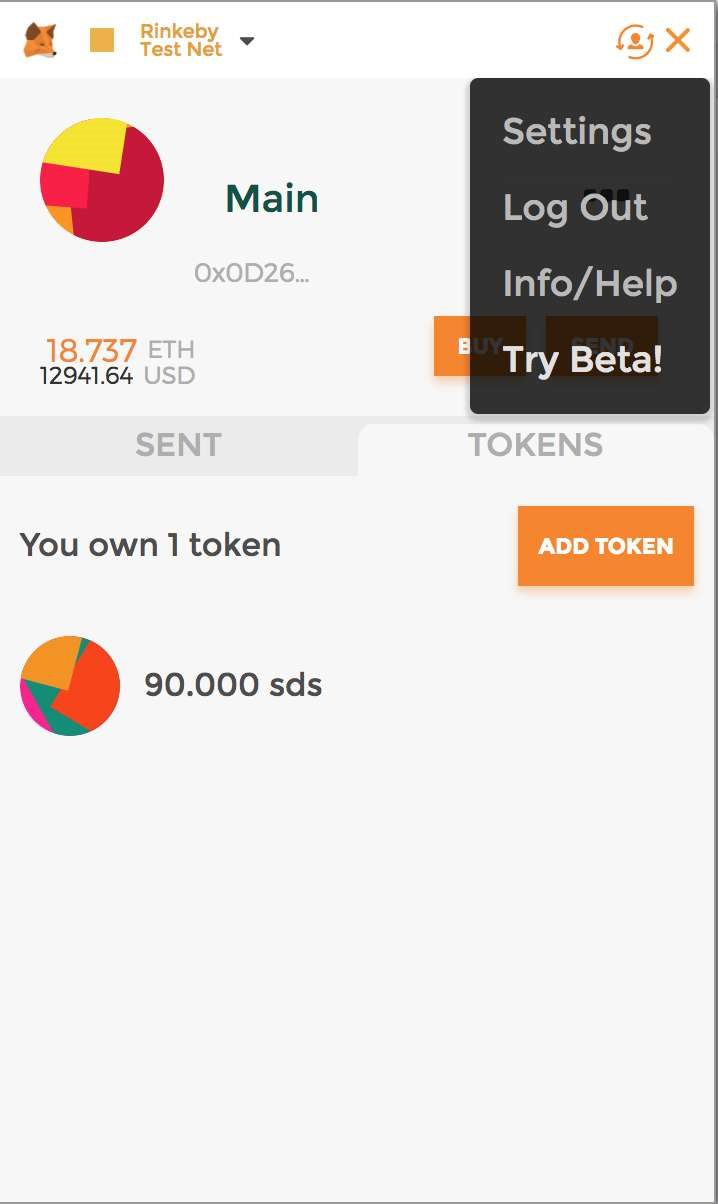 Rinkeby
Test Net
Settings
Main
Log Out
0x0D26...
Info/Help
18.737 ETH
BUY
SEND
Try Beta!
12941.64 USD
SENT
TOKENS
You own 1 token
ADD TOKEN
90.000 sds